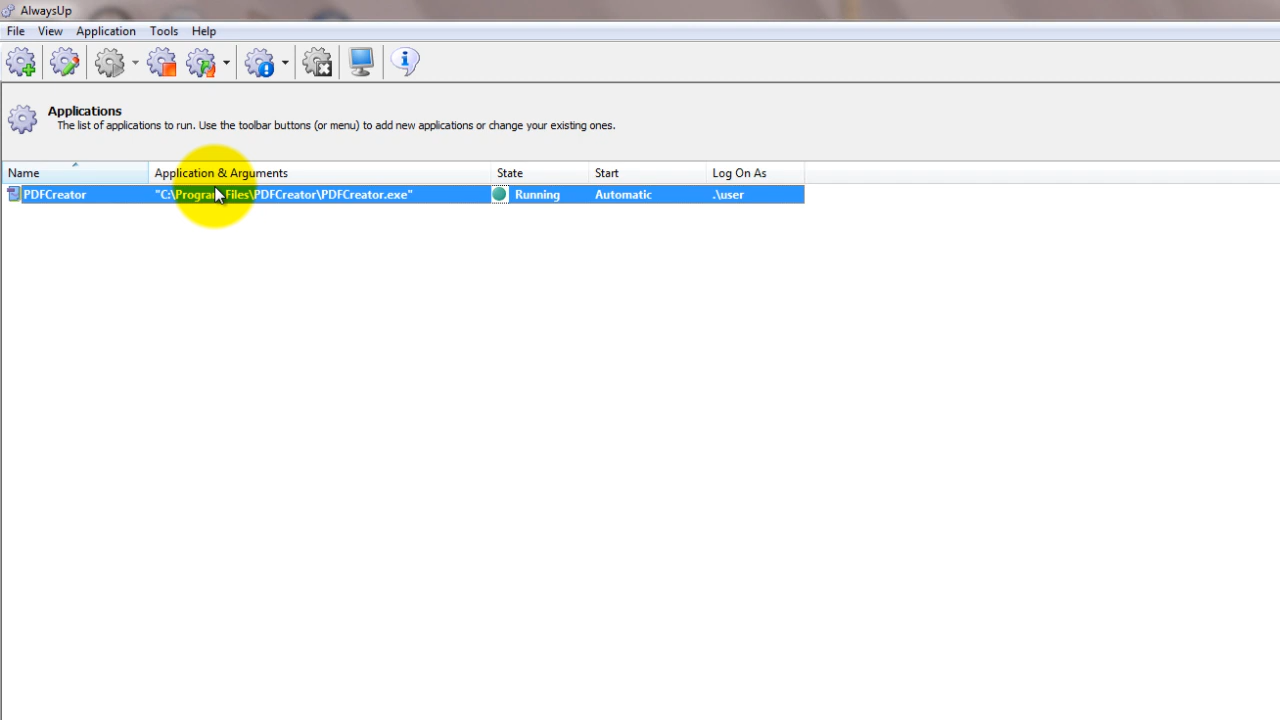 AlwaysUp
File View Application Tools Help
Applications
The list of applications to run. Use the toolbar buttons (or menu) to add new applications or change your existing ones.
Name Application & Arguments State Start Log On As
PDFCreator "C:\Program Files\PDFCreator\PDFCreator.exe" Running Automatic .\user